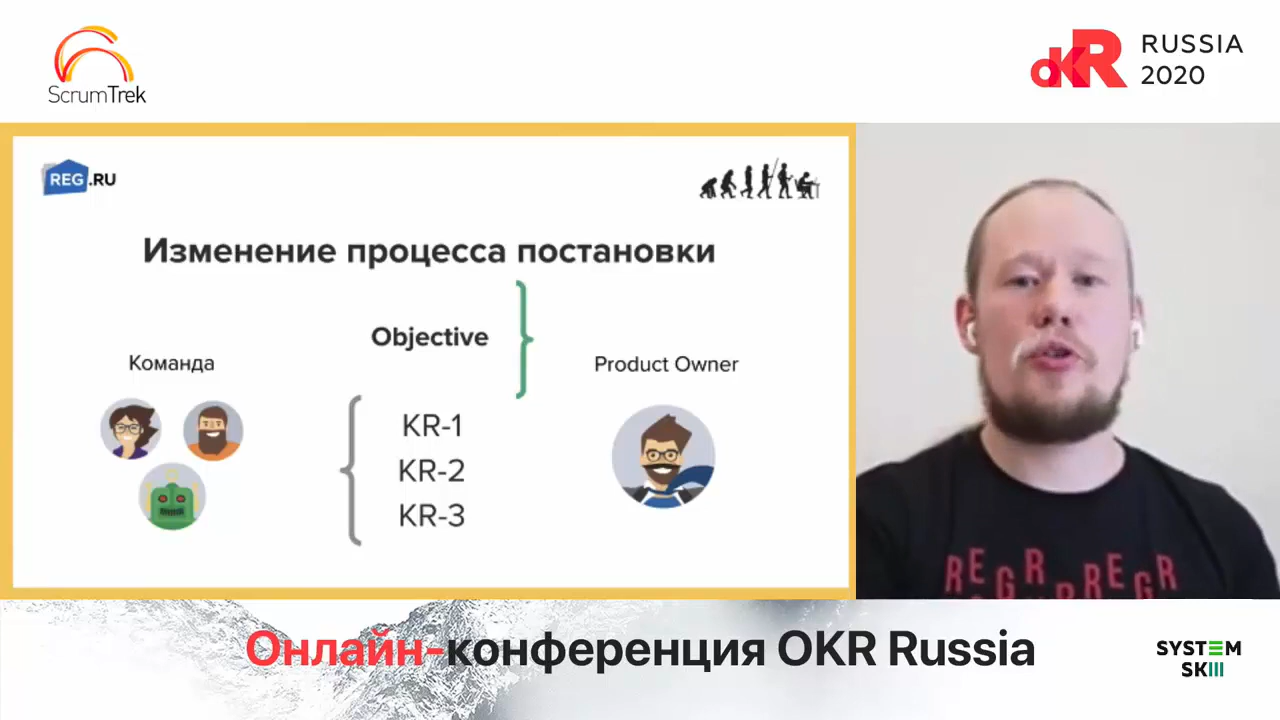 ScrumTrek
OKR RUSSIA
2020
REG.RU
Изменение процесса постановки
Objective
Команда
Product Owner
KR-1
KR-2
KR-3
REGR REGR
Онлайн-конференция OKR Russia
SYSTEM
SKILL